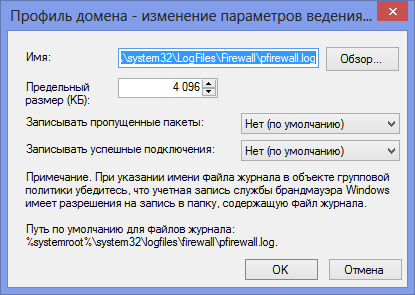 Профиль домена - изменение параметров ведения...
Имя:
:\system32\LogFiles\Firewall\pfirewall.log
Обзор...
Предельный
размер (КБ):
4 096
Записывать пропущенные пакеты:
Нет (по умолчанию)
Записывать успешные подключения:
Нет (по умолчанию)
Примечание. При указании имени файла журнала в объекте групповой
политики убедитесь, что учетная запись службы брандмауэра Windows
имеет разрешения на запись в папку, содержащую файл журнала.
Путь по умолчанию для файлов журнала:
%systemroot%\system32\logfiles\firewall\pfirewall.log.
OK
Отмена